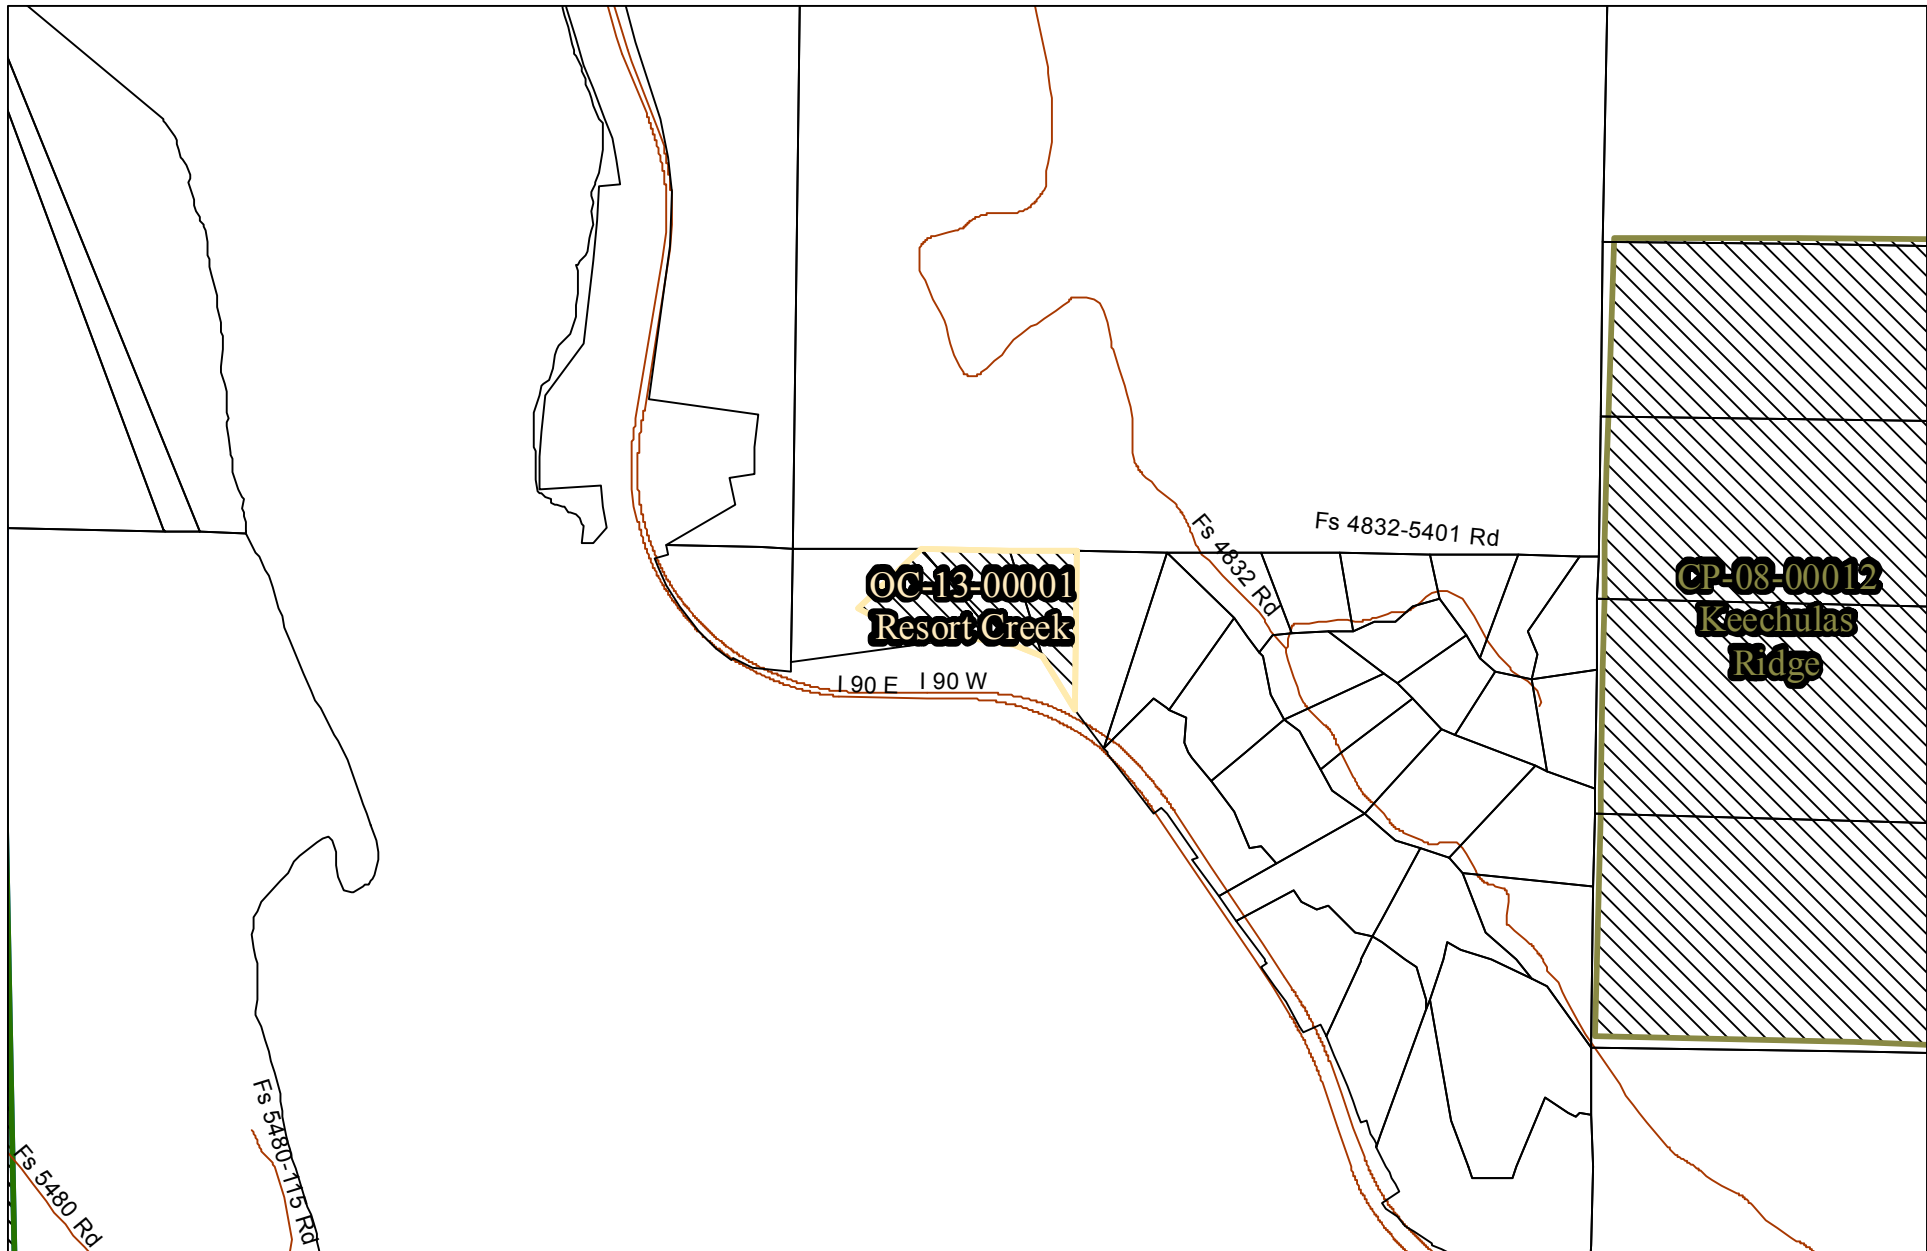 Fs 4832-5401 Rd
Fs 4832 Rd
OC-13-00001
Resort Creek
CP-08-00012
Keechulas
Ridge
I 90 E
I 90 W
Fs 5480-115 Rd
Fs 5480 Rd